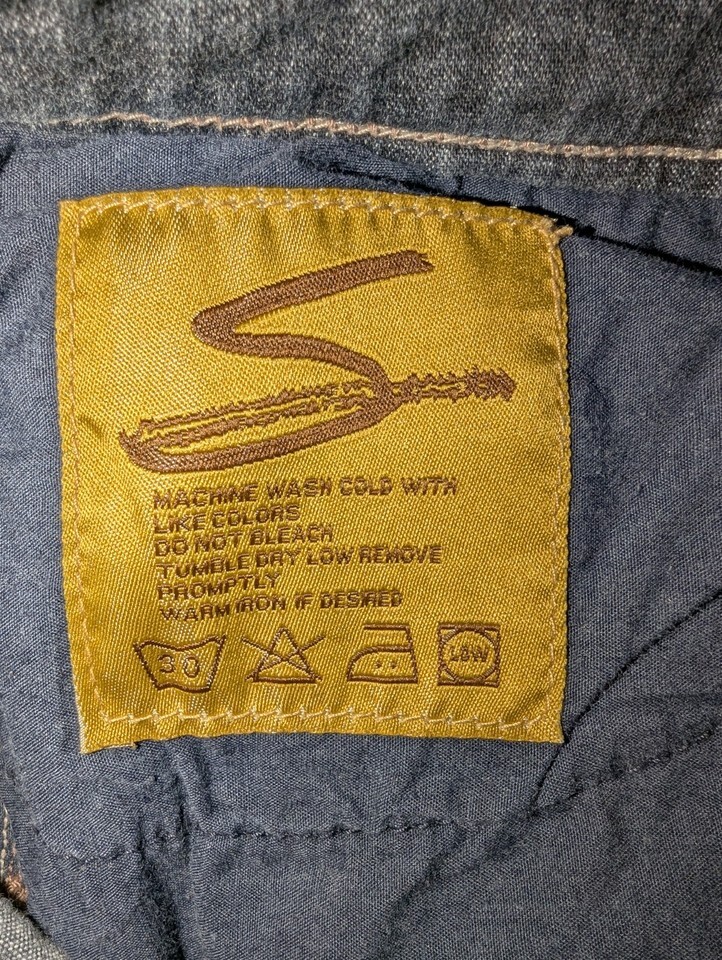 S
MACHINE WASH COLD WITH
LIKE COLORS
DO NOT BLEACH
TUMBLE DRY LOW REMOVE
PROMPTLY
WARM IRON IF DESIRED
30 LOW